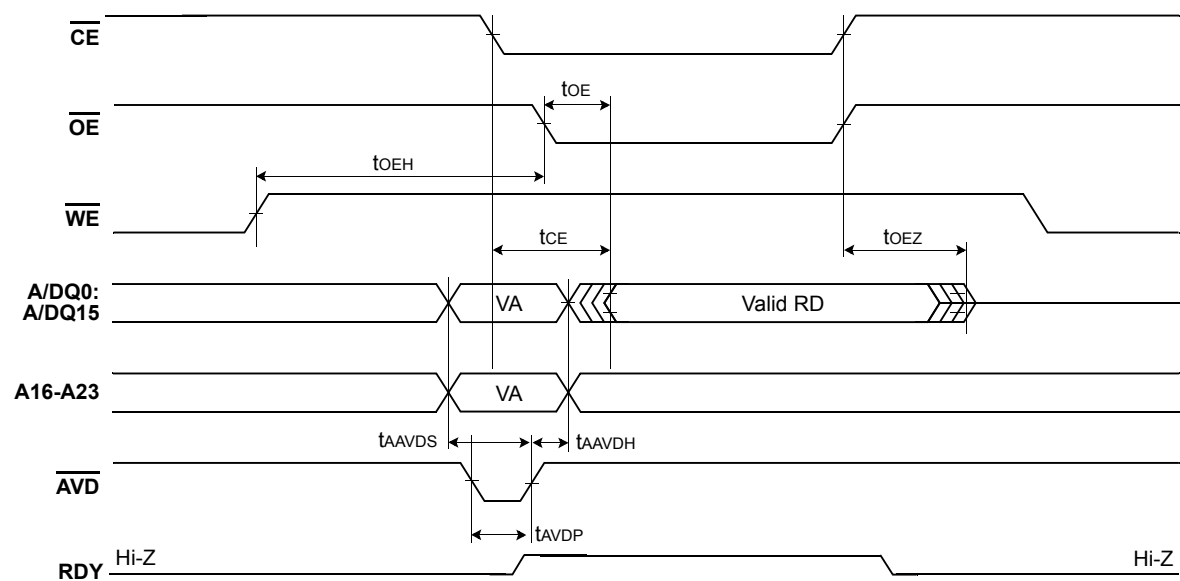 CE
tOE
OE
tOEH
WE
tCE
tOEZ
A/DQ0:
A/DQ15
VA
Valid RD
A16-A23
VA
tAAVDS
tAAVDH
AVD
tAVDP
Hi-Z
Hi-Z
RDY